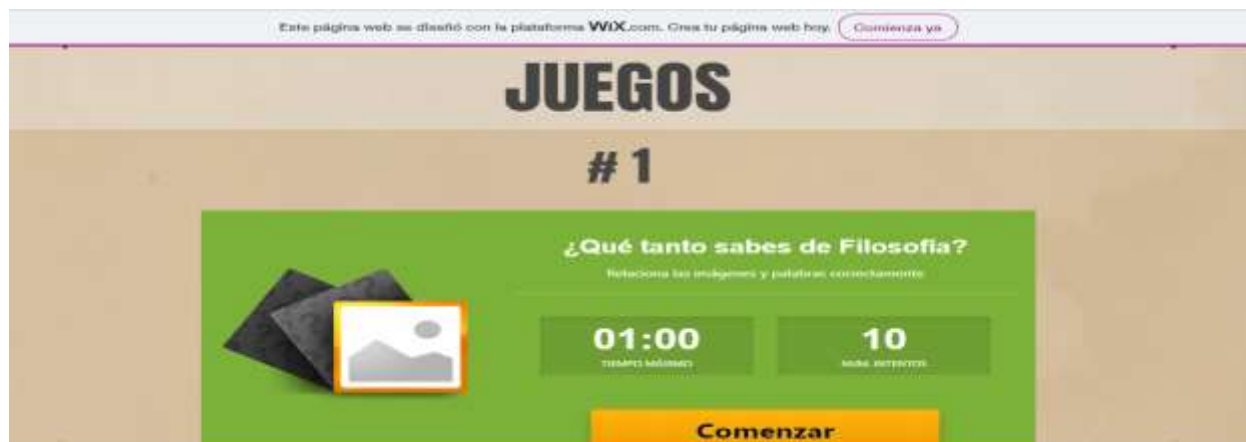 Este página web se diseñó con la plataforma WiX.com. Crea tu página web hoy. Comienza ya
JUEGOS
# 1
¿Qué tanto sabes de Filosofia?
Relaciona las imágenes y palabras correctamente
01:00
TIEMPO MÁXIMO
10
NUM. INTENTOS
Comenzar